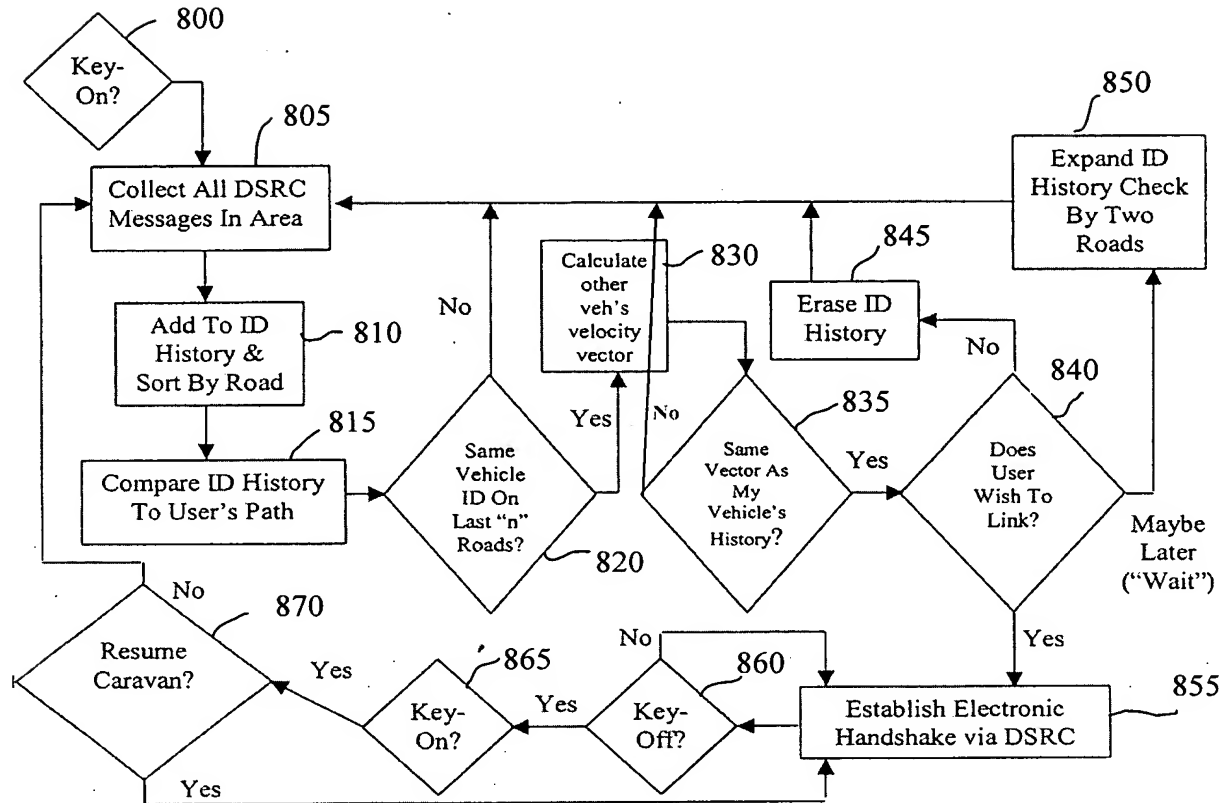 800
Key-
On?
805
Collect All DSRC
Messages In Area
850
Expand ID
History Check
By Two
Roads
830
Calculate
other
veh's
velocity
vector
845
Erase ID
History
No
Add To ID
History &
Sort By Road
810
No
840
815
Compare ID History
To User's Path
Same
Vehicle
ID On
Last "n"
Roads?
820
Yes
No
835
Same
Vector As
My
Vehicle's
History?
Yes
Does
User
Wish To
Link?
Maybe
Later
("Wait")
Yes
No
870
Resume
Caravan?
Yes
865
Key-
On?
Yes
No
860
Key-
Off?
855
Establish Electronic
Handshake via DSRC
Yes